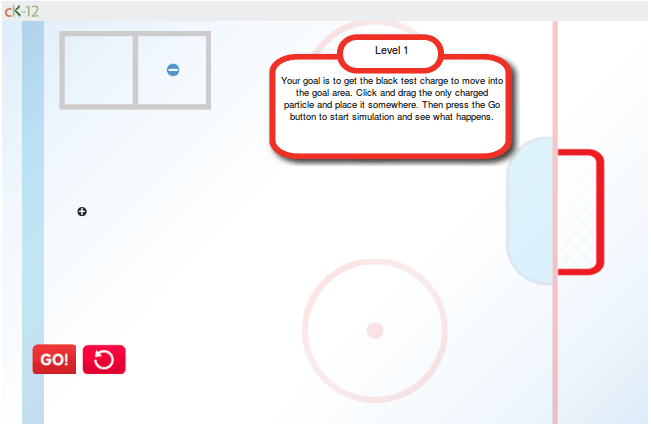 cK-12
Level 1
Your goal is to get the black test charge to move into
the goal area. Click and drag the only charged
particle and place it somewhere. Then press the Go
button to start simulation and see what happens.
GO!